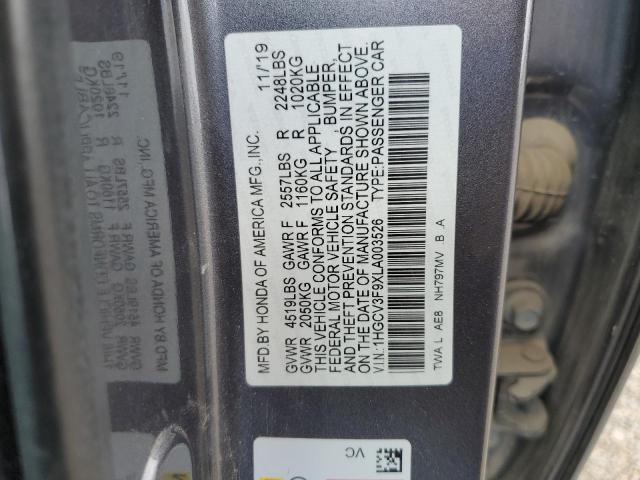 MFD.BY HONDA OF AMERICA MFG.,INC. 11/19
GVWR 4519LBS GAWR F 2557LBS R 2248LBS
GVWR 2050KG GAWR F 1160KG R 1020KG
THIS VEHICLE CONFORMS TO ALL APPLICABLE
FEDERAL MOTOR VEHICLE SAFETY, BUMPER,
AND THEFT PREVENTION STANDARDS IN EFFECT
ON THE DATE OF MANUFACTURE SHOWN ABOVE.
V.I.N.:1HGCV3F9XLA003526 TYPE:PASSENGER CAR
TWA L AE8 NH797MV B A
VC